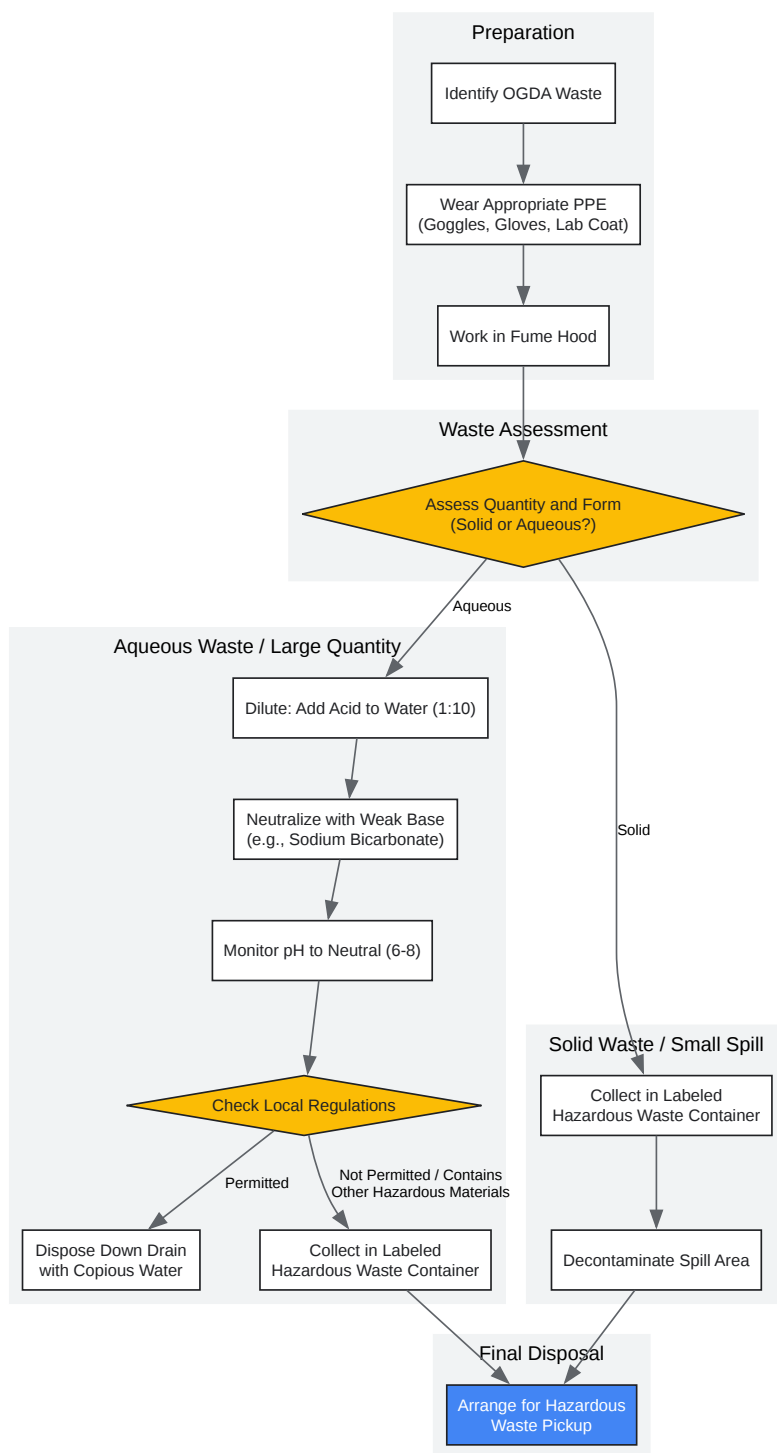 Preparation
Identify OGDA Waste
Wear Appropriate PPE
(Goggles, Gloves, Lab Coat)
Work in Fume Hood
Waste Assessment
Assess Quantity and Form
(Solid or Aqueous?)
Aqueous
Aqueous Waste / Large Quantity
Dilute: Add Acid to Water (1:10)
Neutralize with Weak Base
(e.g., Sodium Bicarbonate)
Solid
Monitor pH to Neutral (6-8)
Solid Waste / Small Spill
Check Local Regulations
Collect in Labeled
Hazardous Waste Container
Permitted
Not Permitted / Contains
Other Hazardous Materials
Dispose Down Drain
with Copious Water
Collect in Labeled
Hazardous Waste Container
Decontaminate Spill Area
Final Disposal
Arrange for Hazardous
Waste Pickup